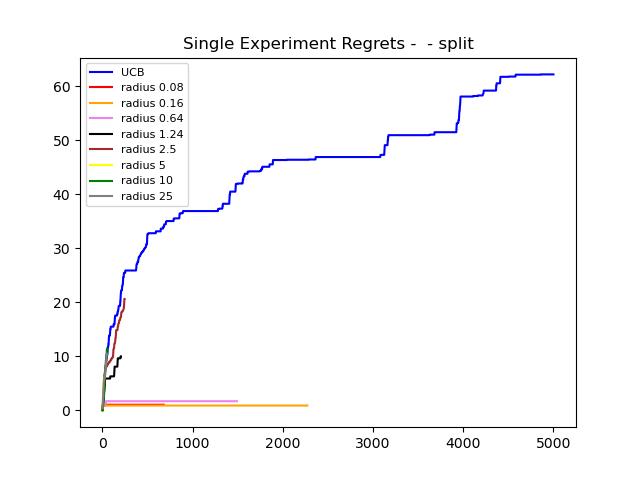 Single Experiment Regrets -  - split
UCB
radius 0.08
radius 0.16
radius 0.64
radius 1.24
radius 2.5
radius 5
radius 10
radius 25
60
50
40
30
20
10
0
0 1000 2000 3000 4000 5000